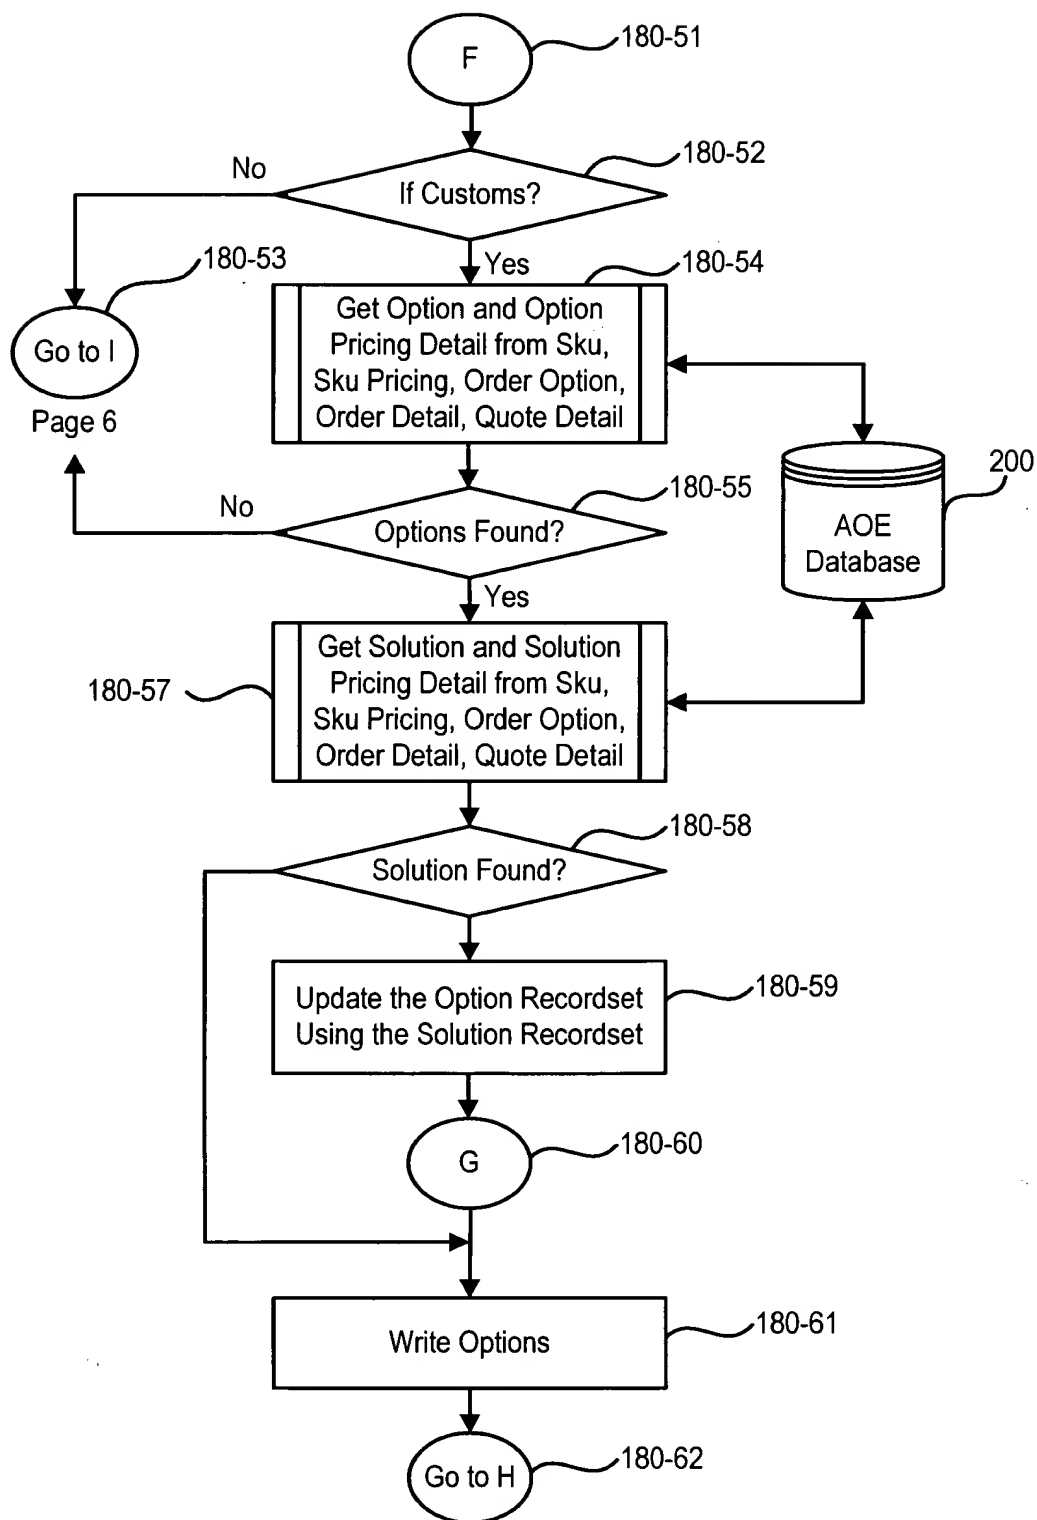 F
180-51
180-52
No
If Customs?
180-53
Yes
180-54
Get Option and Option
Pricing Detail from Sku,
Sku Pricing, Order Option,
Order Detail, Quote Detail
Go to I
Page 6
180-55
No
Options Found?
200
AOE
Database
Yes
Get Solution and Solution
Pricing Detail from Sku,
Sku Pricing, Order Option,
Order Detail, Quote Detail
180-57
180-58
Solution Found?
180-59
Update the Option Recordset
Using the Solution Recordset
G
180-60
180-61
Write Options
Go to H
180-62